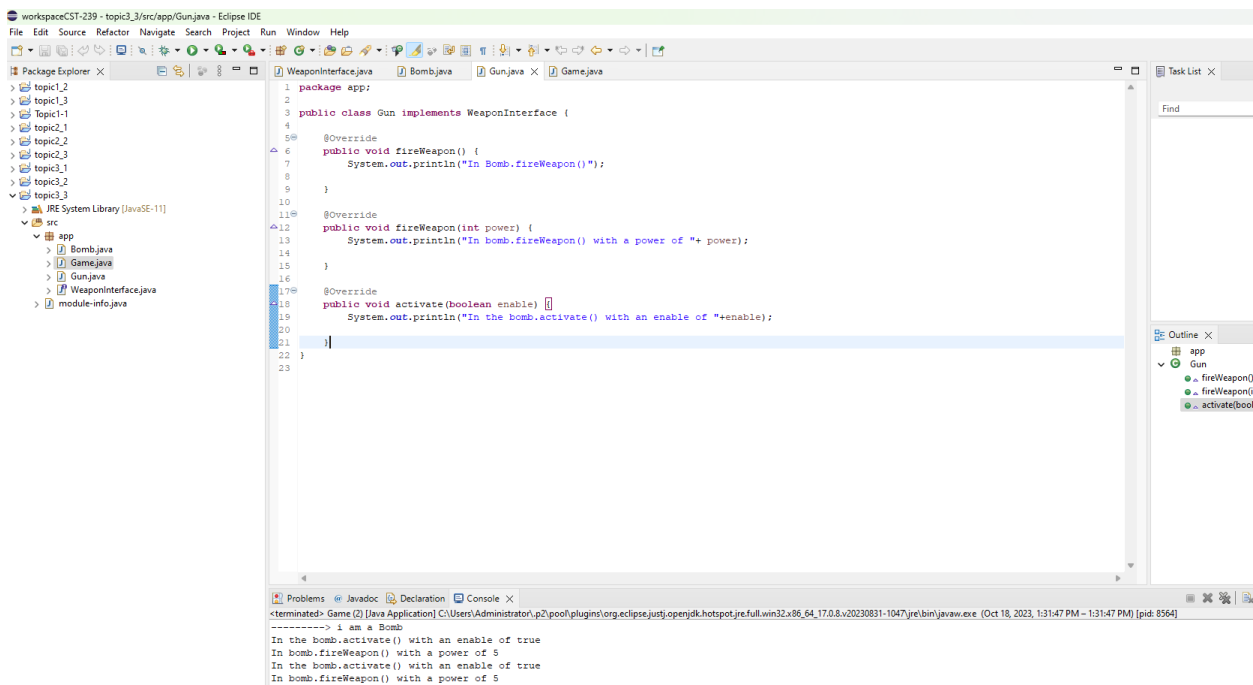 workspaceCST-239 - topic3_3/src/app/Gun.java - Eclipse IDE
File Edit Source Refactor Navigate Search Project Run Window Help
Package Explorer
topic1_2
topic1_3
Topic1-1
topic2_1
topic2_2
topic2_3
topic3_1
topic3_2
topic3_3
JRE System Library [JavaSE-11]
src
app
Bomb.java
Game.java
Gun.java
WeaponInterface.java
module-info.java
WeaponInterface.java Bomb.java Gun.java Game.java
1 package app;
2
3 public class Gun implements WeaponInterface {
4
5 @Override
6 public void fireWeapon() {
7 System.out.println("In Bomb.fireWeapon()");
8
9 }
10
11 @Override
12 public void fireWeapon(int power) {
13 System.out.println("In bomb.fireWeapon() with a power of "+ power);
14
15 }
16
17 @Override
18 public void activate(boolean enable) {
19 System.out.println("In the bomb.activate() with an enable of "+enable);
20
21 }
22 }
23
Task List
Find
Outline
app
Gun
fireWeapon()
fireWeapon(i
activate(bool
Problems Javadoc Declaration Console
<terminated> Game (2) [Java Application] C:\Users\Administrator\.p2\pool\plugins\org.eclipse.justj.openjdk.hotspot.jre.full.win32.x86_64_17.0.8.v20230831-1047\jre\bin\javaw.exe (Oct 18, 2023, 1:31:47 PM – 1:31:47 PM) [pid: 8564]
---------> i am a Bomb
In the bomb.activate() with an enable of true
In bomb.fireWeapon() with a power of 5
In the bomb.activate() with an enable of true
In bomb.fireWeapon() with a power of 5